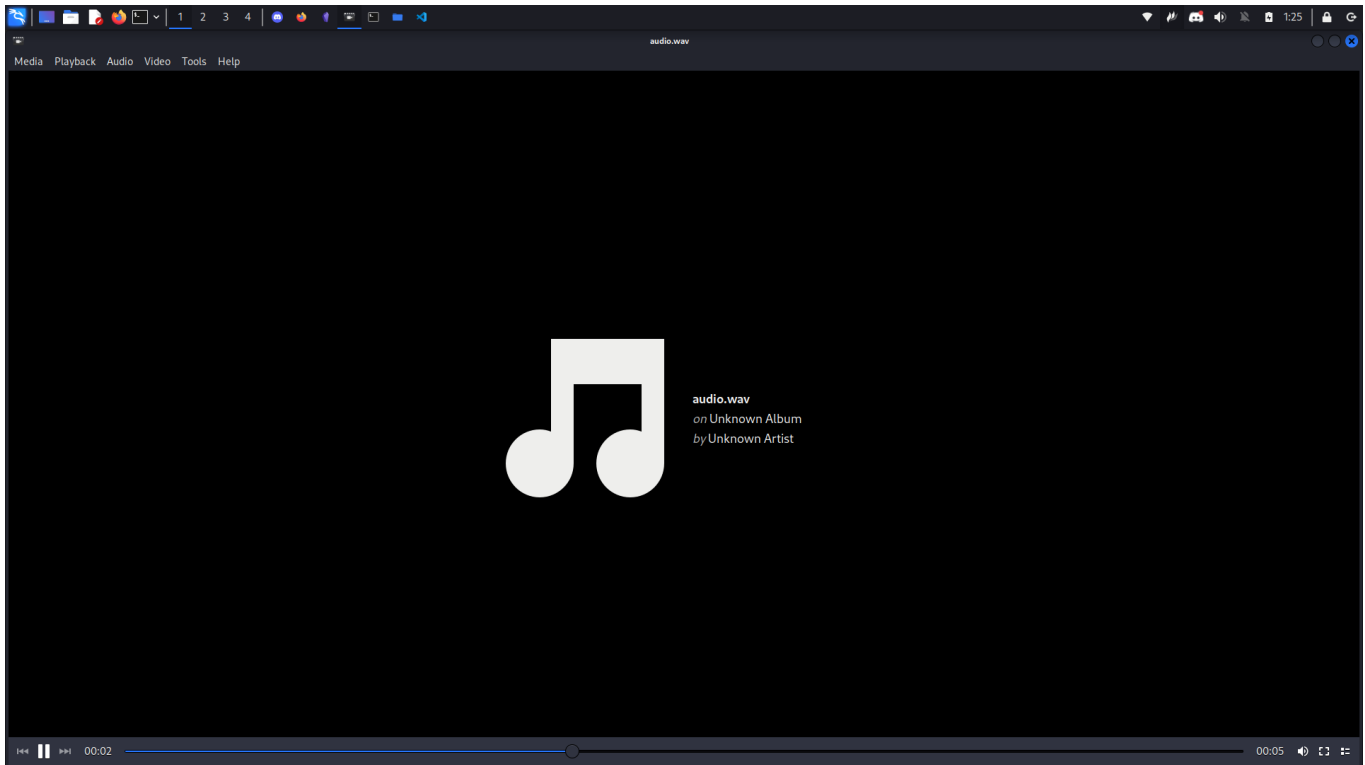 1 2 3 4 1:25
audio.wav
Media Playback Audio Video Tools Help
audio.wav
on Unknown Album
by Unknown Artist
00:02 00:05